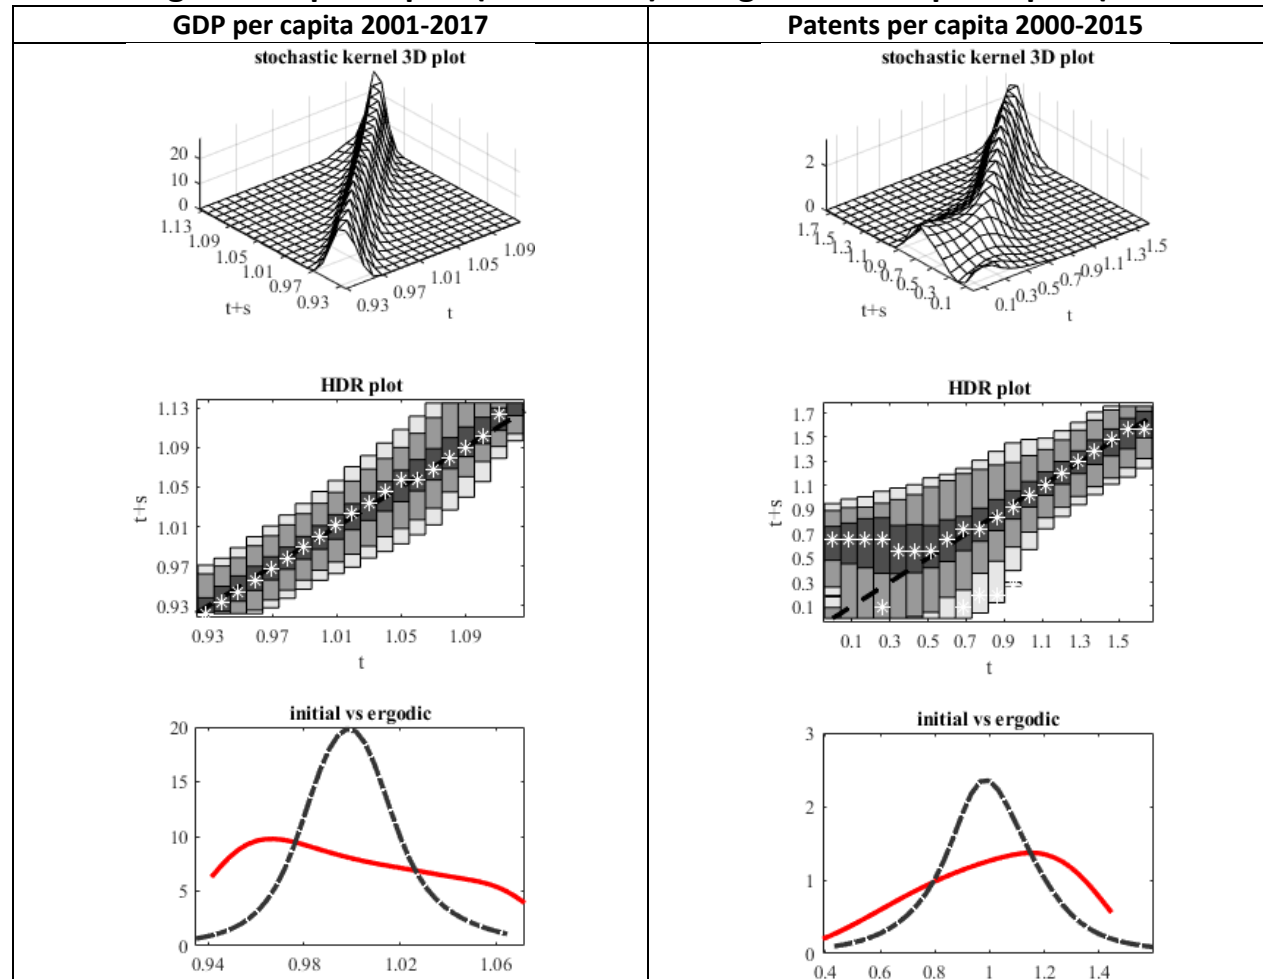 GDP per capita 2001-2017
Patents per capita 2000-2015
stochastic kernel 3D plot
20
10
0
1.13
1.09
1.05
1.01
0.97
0.93
t+s
0.93
0.97
1.01
1.05
1.09
t
stochastic kernel 3D plot
2
0
1.7
1.5
1.3
1.1
0.9
0.7
0.5
0.3
0.1
t+s
0.1
0.3
0.5
0.7
0.9
1.1
1.3
1.5
t
HDR plot
1.13
1.09
1.05
1.01
0.97
0.93
t+s
0.93 0.97 1.01 1.05 1.09
t
HDR plot
1.7
1.5
1.3
1.1
0.9
0.7
0.5
0.3
0.1
t+s
0.1 0.3 0.5 0.7 0.9 1.1 1.3 1.5
t
initial vs ergodic
20
15
10
5
0
0.94 0.98 1.02 1.06
initial vs ergodic
3
2
1
0
0.4 0.6 0.8 1 1.2 1.4